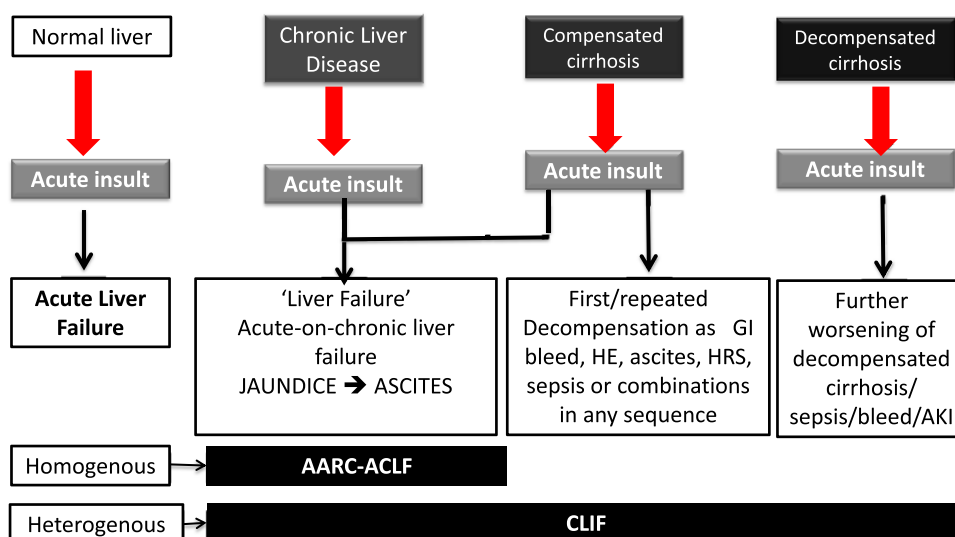 Normal liver
Chronic Liver
Disease
Compensated
cirrhosis
Decompensated
cirrhosis
Acute insult
Acute insult
Acute insult
Acute insult
Acute Liver
Failure
‘Liver Failure’
Acute-on-chronic liver
failure
JAUNDICE ➔ ASCITES
First/repeated
Decompensation as GI
bleed, HE, ascites, HRS,
sepsis or combinations
in any sequence
Further
worsening of
decompensated
cirrhosis/
sepsis/bleed/AKI
Homogenous
AARC-ACLF
Heterogenous
CLIF